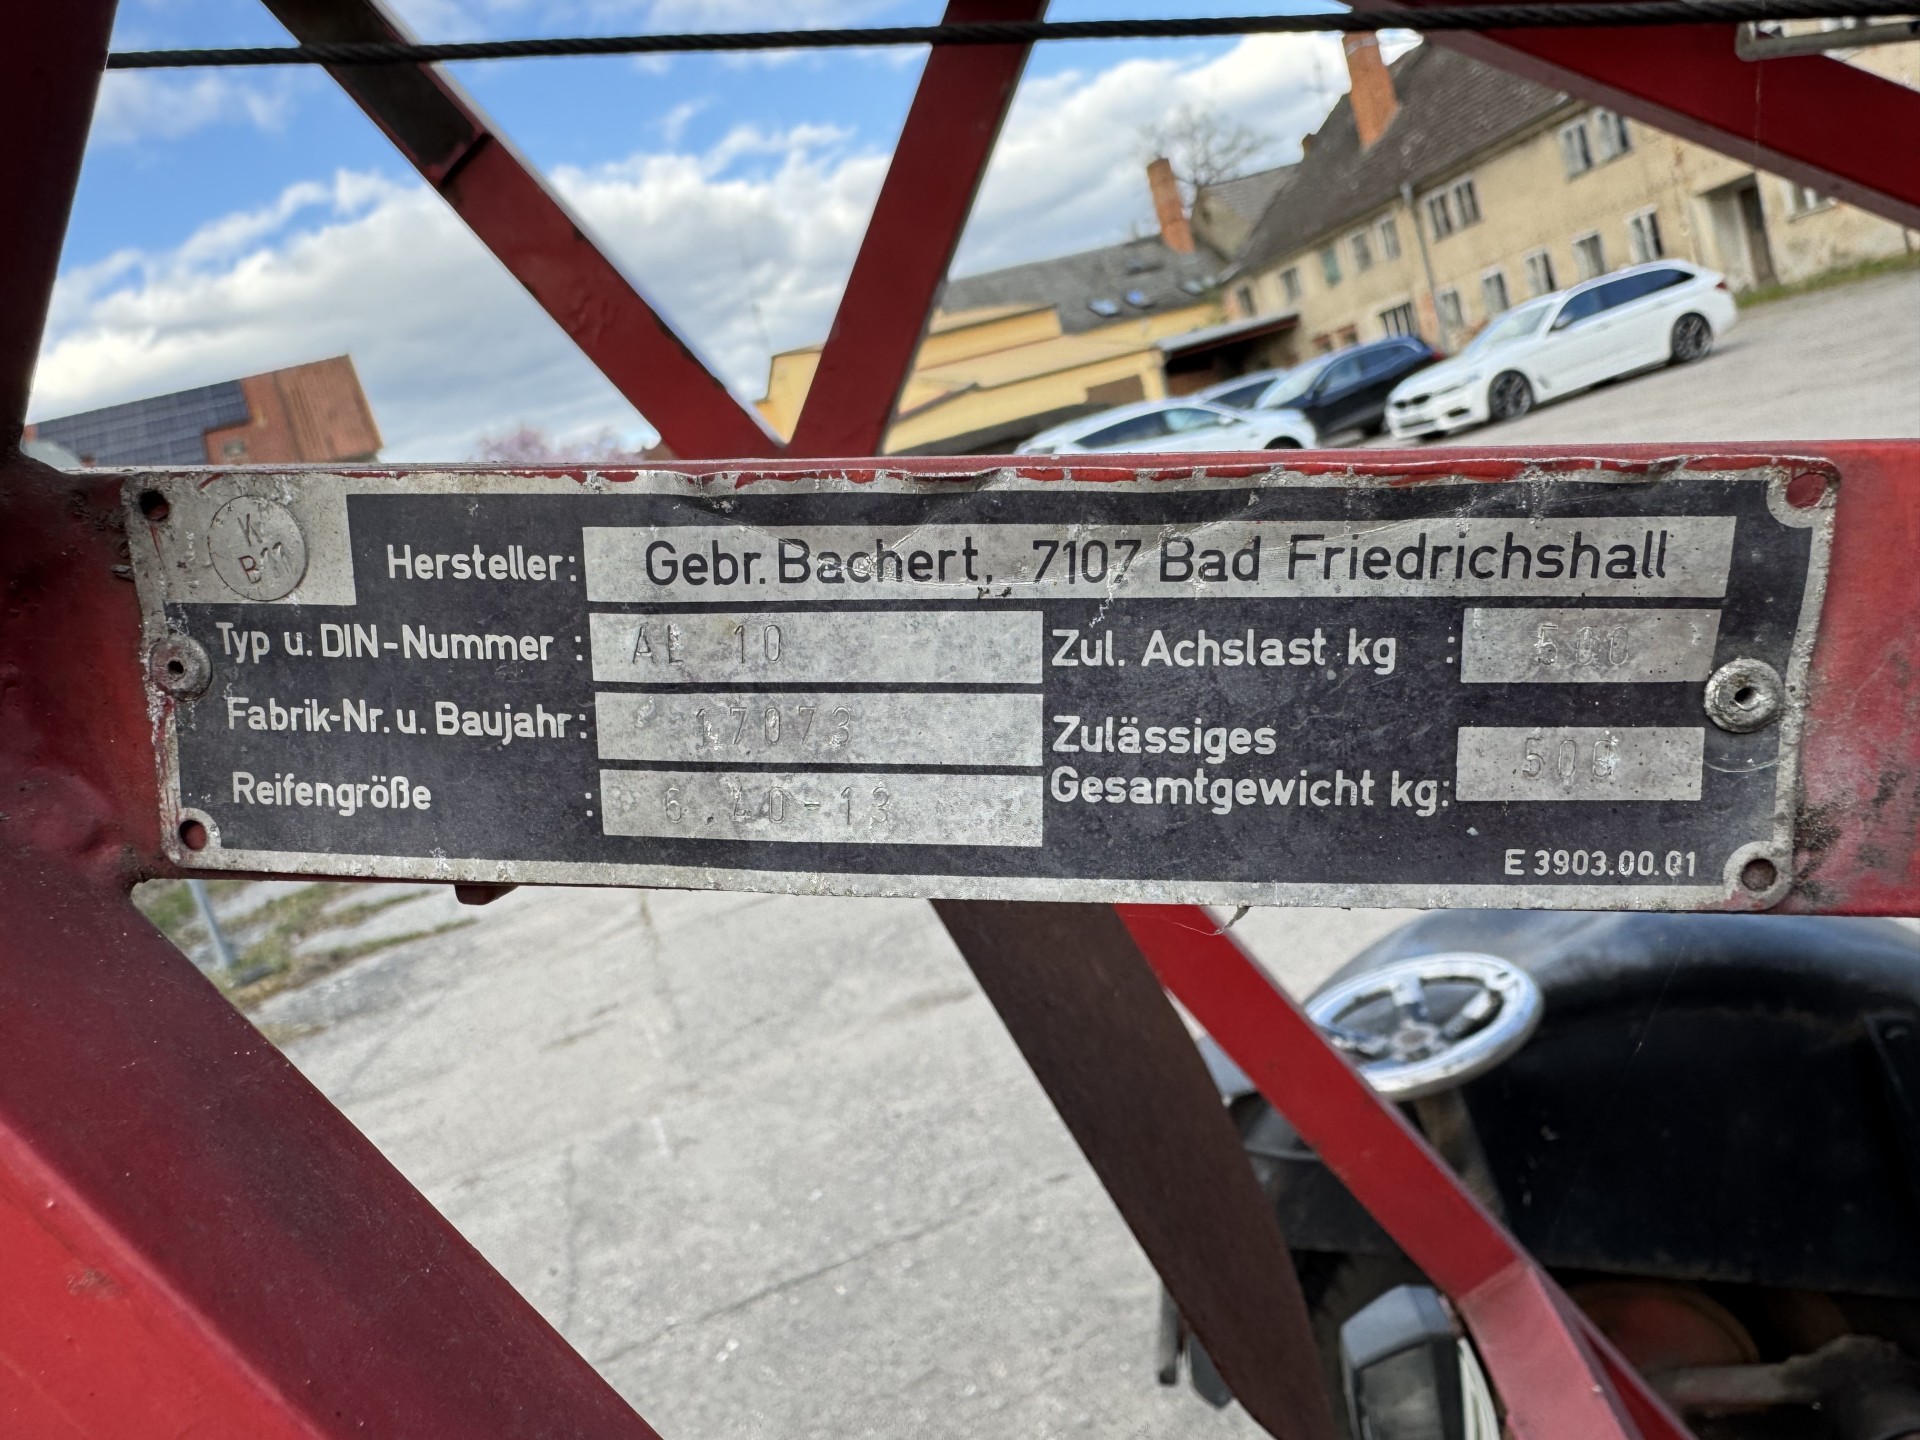 K
B11
Hersteller: Gebr. Bachert, 7107 Bad Friedrichshall
Typ u. DIN-Nummer : AL 10
Zul. Achslast kg : 500
Fabrik-Nr. u. Baujahr: 17073
Zulässiges
Gesamtgewicht kg: 500
Reifengröße : 6.40-13
E 3903.00.01